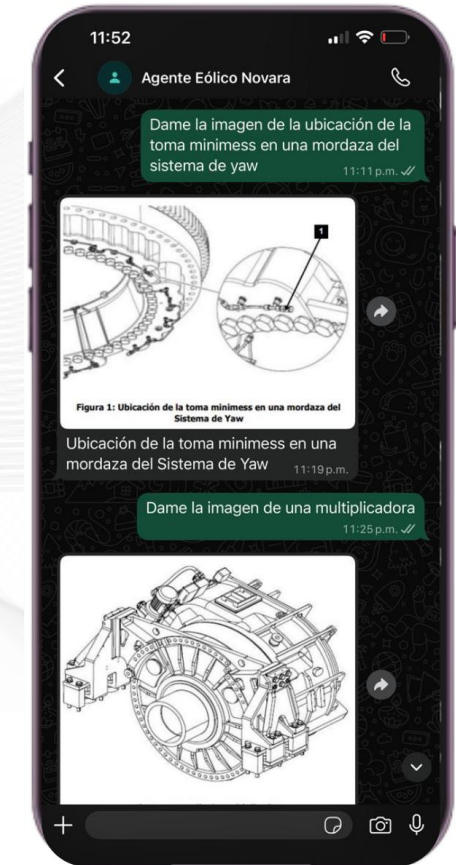 11:52
Agente Eólico Novara
Dame la imagen de la ubicación de la
toma minimess en una mordaza del
sistema de yaw
11:11 p.m.
1
Figura 1: Ubicación de la toma minimess en una mordaza del
Sistema de Yaw
Ubicación de la toma minimess en una
mordaza del Sistema de Yaw
11:19 p.m.
Dame la imagen de una multiplicadora
11:25 p.m.